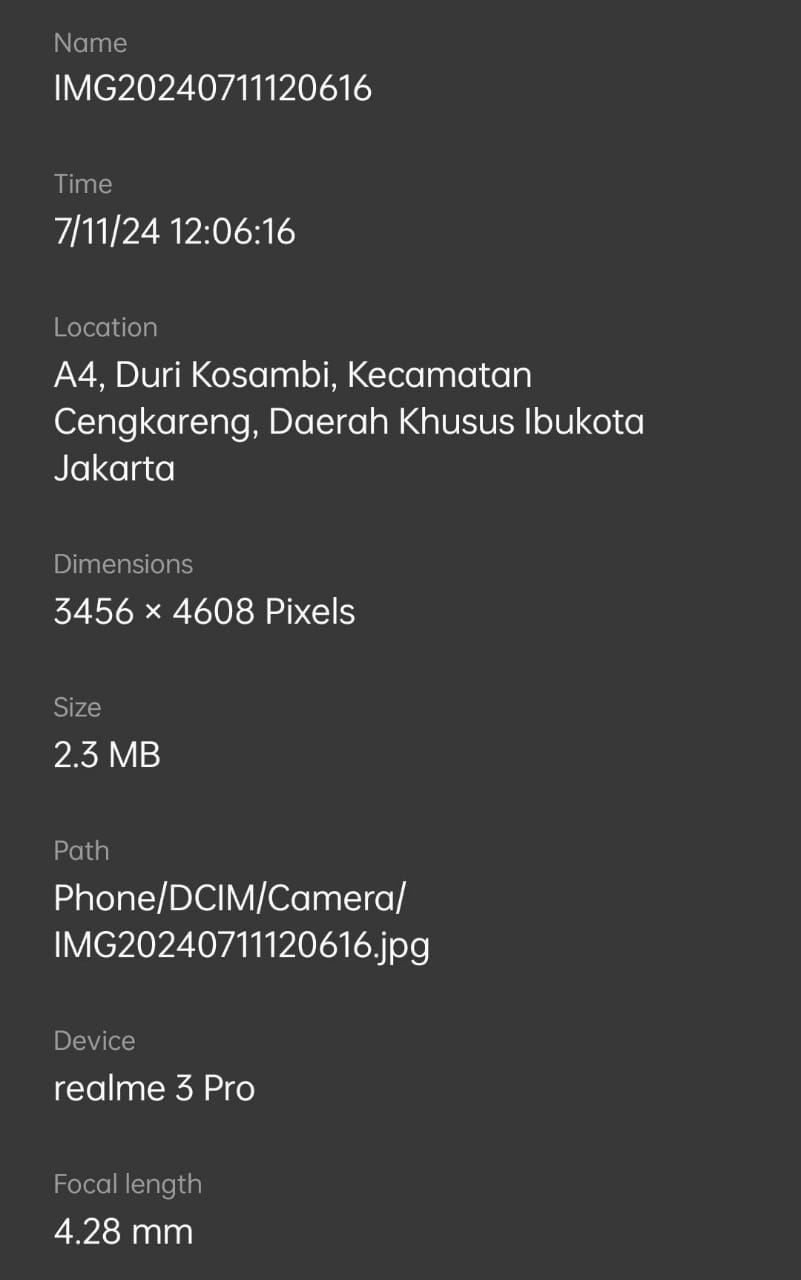 Name
IMG20240711120616
Time
7/11/24 12:06:16
Location
A4, Duri Kosambi, Kecamatan
Cengkareng, Daerah Khusus Ibukota
Jakarta
Dimensions
3456 × 4608 Pixels
Size
2.3 MB
Path
Phone/DCIM/Camera/
IMG20240711120616.jpg
Device
realme 3 Pro
Focal length
4.28 mm